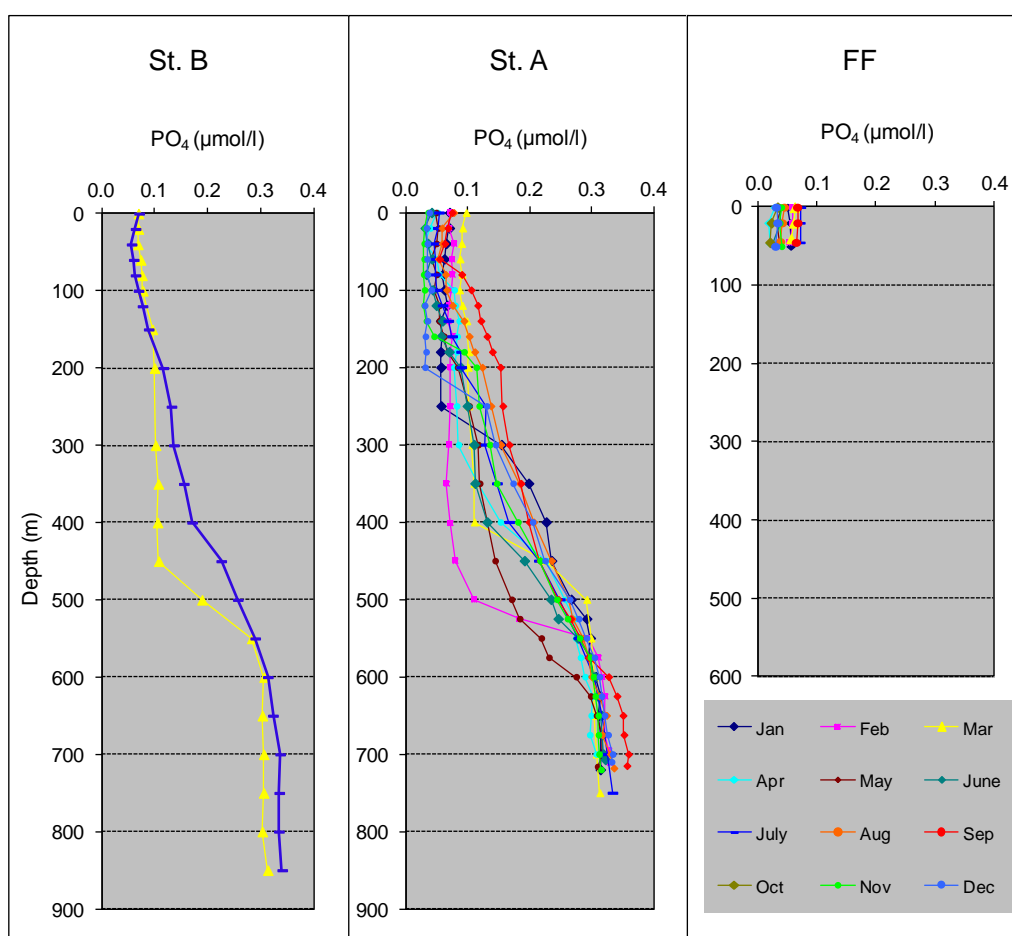 St. B
PO₄ (µmol/l)
0.0 0.1 0.2 0.3 0.4
0
100
200
300
400
500
600
700
800
900
Depth (m)
St. A
PO₄ (µmol/l)
0.0 0.1 0.2 0.3 0.4
0
100
200
300
400
500
600
700
800
900
FF
PO₄ (µmol/l)
0.0 0.1 0.2 0.3 0.4
0
100
200
300
400
500
600
Jan Feb Mar
Apr May June
July Aug Sep
Oct Nov Dec